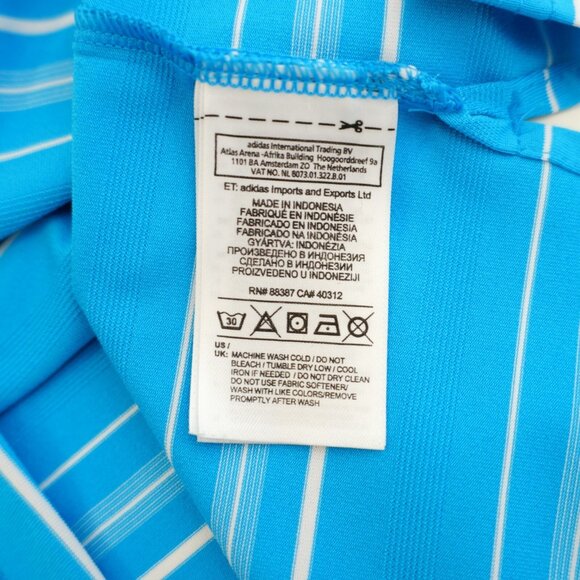 adidas International Trading BV
Atlas Arena -Afrika Building Hoogoorddreef 9a
1101 BA Amsterdam ZO The Netherlands
VAT NO. NL 8073.01.322.B.01
ET: adidas Imports and Exports Ltd
MADE IN INDONESIA
FABRIQUÉ EN INDONÉSIE
FABRICADO EN INDONESIA
FABRICADO NA INDONÉSIA
GYÁRTVA: INDONÉZIA
ПРОИЗВЕДЕНО В ИНДОНЕЗИЯ
СДЕЛАНО В ИНДОНЕЗИИ
PROIZVEDENO U INDONEZIJI
RN# 88387 CA# 40312
30
US /
UK: MACHINE WASH COLD / DO NOT
BLEACH / TUMBLE DRY LOW / COOL
IRON IF NEEDED / DO NOT DRY CLEAN
DO NOT USE FABRIC SOFTENER/
WASH WITH LIKE COLORS/REMOVE
PROMPTLY AFTER WASH